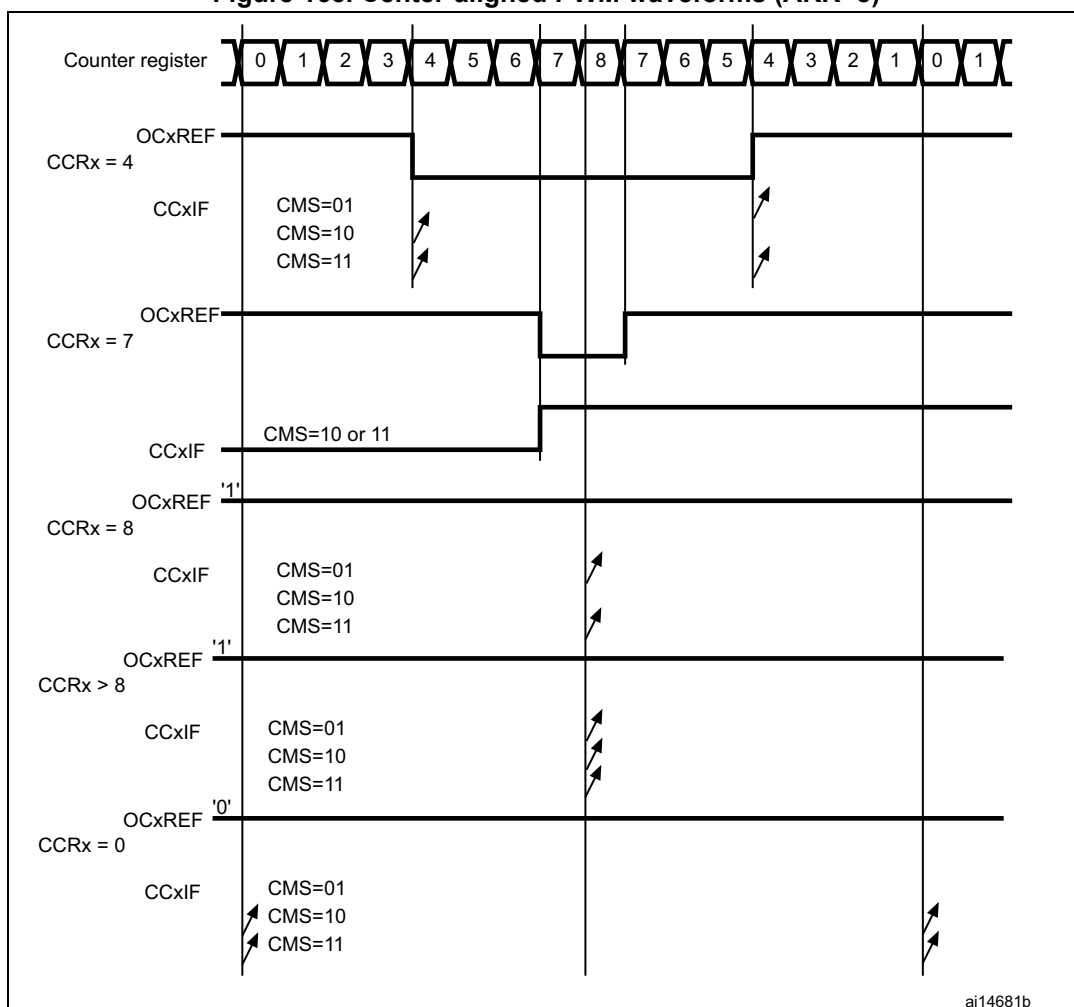 Counter register 0 1 2 3 4 5 6 7 8 7 6 5 4 3 2 1 0 1
OCxREF
CCRx = 4
CCxIF CMS=01
CMS=10
CMS=11
OCxREF
CCRx = 7
CMS=10 or 11
CCxIF
OCxREF '1'
CCRx = 8
CCxIF CMS=01
CMS=10
CMS=11
OCxREF '1'
CCRx > 8
CCxIF CMS=01
CMS=10
CMS=11
OCxREF '0'
CCRx = 0
CCxIF CMS=01
CMS=10
CMS=11
ai14681b